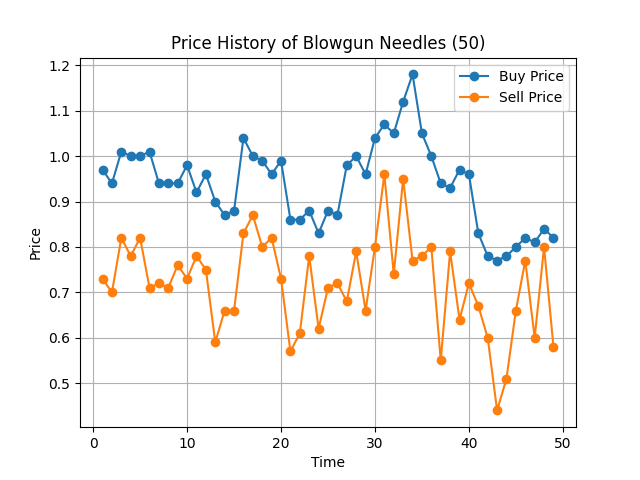 Price History of Blowgun Needles (50)
Buy Price
Sell Price
1.2
1.1
1.0
0.9
0.8
0.7
0.6
0.5
Price
0 10 20 30 40 50
Time